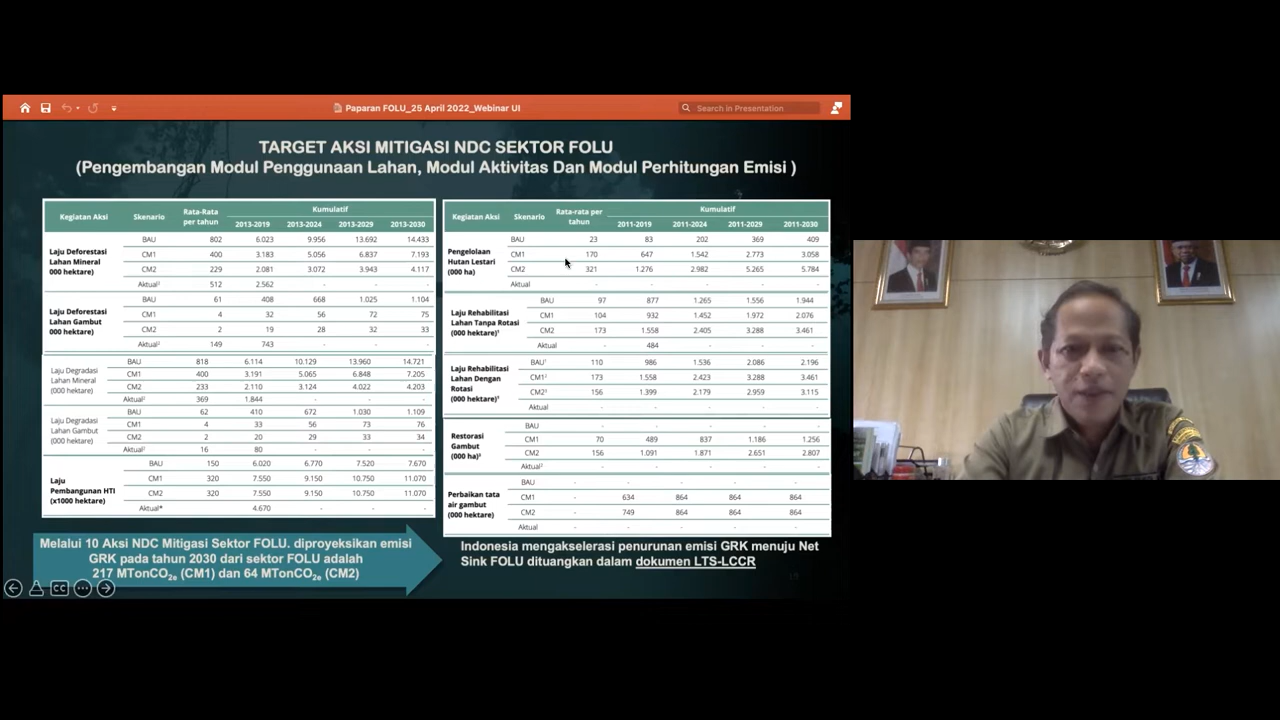 Paparan FOLU_25 April 2022_Webinar UI
Search in Presentation
TARGET AKSI MITIGASI NDC SEKTOR FOLU
(Pengembangan Modul Penggunaan Lahan, Modul Aktivitas Dan Modul Perhitungan Emisi )
Kegiatan Aksi Skenario Rata-Rata per tahun Kumulatif
2013-2019 2013-2024 2013-2029 2013-2030
Laju Deforestasi Lahan Mineral 000 hektare)
BAU 802 6.023 9.956 13.692 14.433
CM1 400 3.183 5.056 6.837 7.193
CM2 229 2.081 3.072 3.943 4.117
Aktual² 512 2.562 - - -
Laju Deforestasi Lahan Gambut 000 hektare)
BAU 61 408 668 1.025 1.104
CM1 4 32 56 72 75
CM2 2 19 28 32 33
Aktual² 149 743 - - -
Laju Degradasi Lahan Mineral (000 hektare)
BAU 818 6.114 10.129 13.960 14.721
CM1 400 3.191 5.065 6.848 7.205
CM2 233 2.110 3.124 4.022 4.203
Aktual² 369 1.844 - - -
Laju Degradasi Lahan Gambut (000 hektare)
BAU 62 410 672 1.030 1.109
CM1 4 33 56 73 76
CM2 2 20 29 33 34
Aktual² 16 80 - - -
Laju Pembangunan HTI (x1000 hektare)
BAU 150 6.020 6.770 7.520 7.670
CM1 320 7.550 9.150 10.750 11.070
CM2 320 7.550 9.150 10.750 11.070
Aktual* 4.670 - - -
Kegiatan Aksi Skenario Rata-rata per tahun Kumulatif
2011-2019 2011-2024 2011-2029 2011-2030
Pengelolaan Hutan Lestari (000 ha)
BAU 23 83 202 369 409
CM1 170 647 1.542 2.773 3.058
CM2 321 1.276 2.982 5.265 5.784
Aktual - - - - -
Laju Rehabilitasi Lahan Tanpa Rotasi (000 hektare)¹
BAU 97 877 1.265 1.556 1.944
CM1 104 932 1.452 1.972 2.076
CM2 173 1.558 2.405 3.288 3.461
Aktual 484 - - -
Laju Rehabilitasi Lahan Dengan Rotasi (000 hektare)¹
BAU¹ 110 986 1.536 2.086 2.196
CM1² 173 1.558 2.423 3.288 3.461
CM2³ 156 1.399 2.179 2.959 3.115
Aktual - - - - -
Restorasi Gambut (000 ha)³
BAU - - - - -
CM1 70 489 837 1.186 1.256
CM2 156 1.091 1.871 2.651 2.807
Aktual² - - - - -
Perbaikan tata air gambut (000 hektare)
BAU - - - - -
CM1 - 634 864 864 864
CM2 - 749 864 864 864
Aktual - - - - -
Melalui 10 Aksi NDC Mitigasi Sektor FOLU. diproyeksikan emisi
GRK pada tahun 2030 dari sektor FOLU adalah
217 MTonCO₂e (CM1) dan 64 MTonCO₂e (CM2)
Indonesia mengakselerasi penurunan emisi GRK menuju Net
Sink FOLU dituangkan dalam dokumen LTS-LCCR
CC